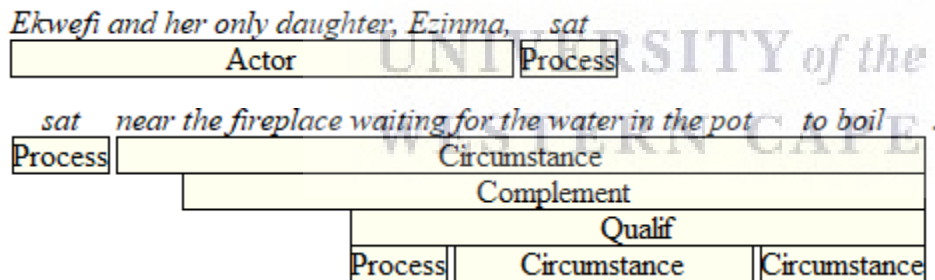 Ekwefi and her only daughter, Ezinma, sat
Actor Process
UNIVERSITY of the
sat near the fireplace waiting for the water in the pot to boil .
WESTERN CAPE
Process Circumstance
Complement
Qualif
Process Circumstance Circumstance